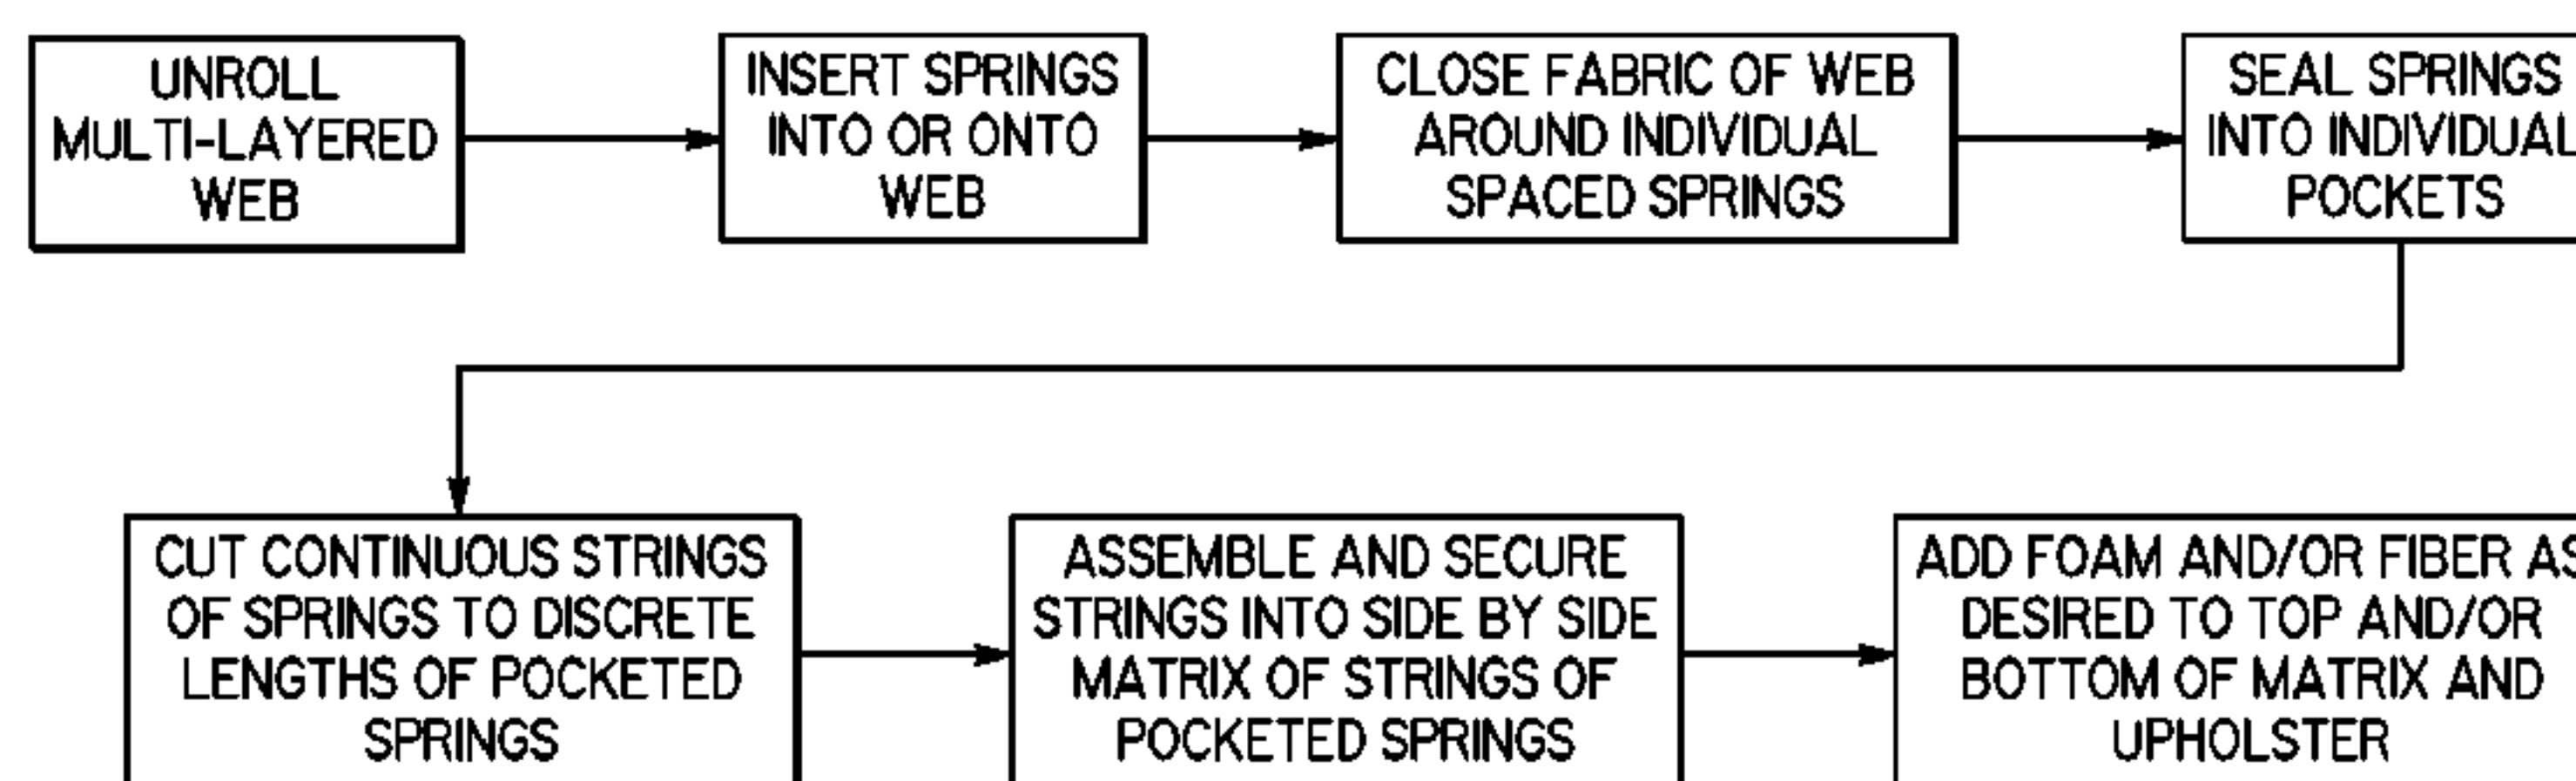 UNROLL
MULTI-LAYERED
WEB
INSERT SPRINGS
INTO OR ONTO
WEB
CLOSE FABRIC OF WEB
AROUND INDIVIDUAL
SPACED SPRINGS
SEAL SPRINGS
INTO INDIVIDUAL
POCKETS
CUT CONTINUOUS STRINGS
OF SPRINGS TO DISCRETE
LENGTHS OF POCKETED
SPRINGS
ASSEMBLE AND SECURE
STRINGS INTO SIDE BY SIDE
MATRIX OF STRINGS OF
POCKETED SPRINGS
ADD FOAM AND/OR FIBER AS
DESIRED TO TOP AND/OR
BOTTOM OF MATRIX AND
UPHOLSTER